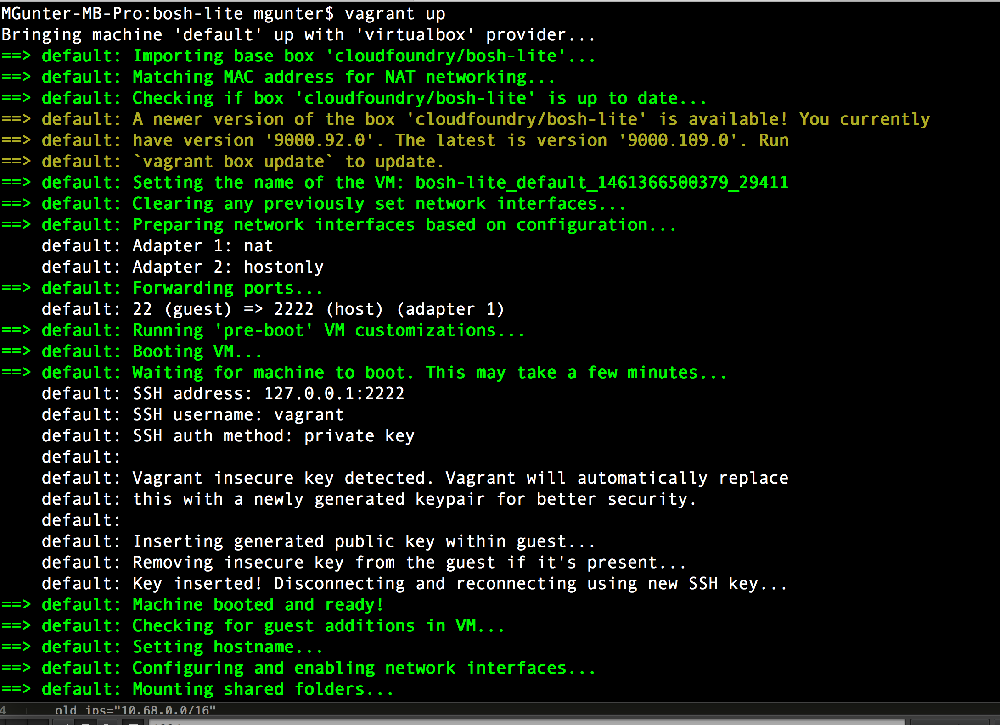 MGunter-MB-Pro:bosh-lite mgunter$ vagrant up
Bringing machine 'default' up with 'virtualbox' provider...
==> default: Importing base box 'cloudfoundry/bosh-lite'...
==> default: Matching MAC address for NAT networking...
==> default: Checking if box 'cloudfoundry/bosh-lite' is up to date...
==> default: A newer version of the box 'cloudfoundry/bosh-lite' is available! You currently
==> default: have version '9000.92.0'. The latest is version '9000.109.0'. Run
==> default: `vagrant box update` to update.
==> default: Setting the name of the VM: bosh-lite_default_1461366500379_29411
==> default: Clearing any previously set network interfaces...
==> default: Preparing network interfaces based on configuration...
    default: Adapter 1: nat
    default: Adapter 2: hostonly
==> default: Forwarding ports...
    default: 22 (guest) => 2222 (host) (adapter 1)
==> default: Running 'pre-boot' VM customizations...
==> default: Booting VM...
==> default: Waiting for machine to boot. This may take a few minutes...
    default: SSH address: 127.0.0.1:2222
    default: SSH username: vagrant
    default: SSH auth method: private key
    default:
    default: Vagrant insecure key detected. Vagrant will automatically replace
    default: this with a newly generated keypair for better security.
    default:
    default: Inserting generated public key within guest...
    default: Removing insecure key from the guest if it's present...
    default: Key inserted! Disconnecting and reconnecting using new SSH key...
==> default: Machine booted and ready!
==> default: Checking for guest additions in VM...
==> default: Setting hostname...
==> default: Configuring and enabling network interfaces...
==> default: Mounting shared folders...
4 old_ips="10.68.0.0/16"